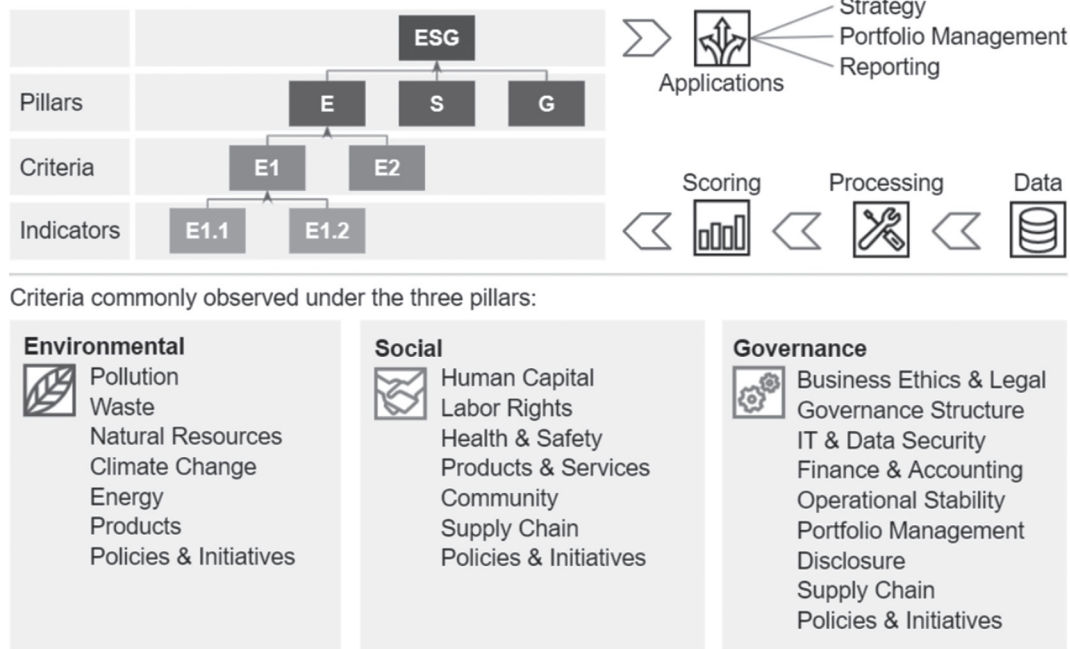 ESG
Strategy
Portfolio Management
Reporting
Applications
Pillars
E
S
G
Criteria
E1
E2
Indicators
E1.1
E1.2
Scoring
Processing
Data
Criteria commonly observed under the three pillars:
Environmental
Pollution
Waste
Natural Resources
Climate Change
Energy
Products
Policies & Initiatives
Social
Human Capital
Labor Rights
Health & Safety
Products & Services
Community
Supply Chain
Policies & Initiatives
Governance
Business Ethics & Legal
Governance Structure
IT & Data Security
Finance & Accounting
Operational Stability
Portfolio Management
Disclosure
Supply Chain
Policies & Initiatives